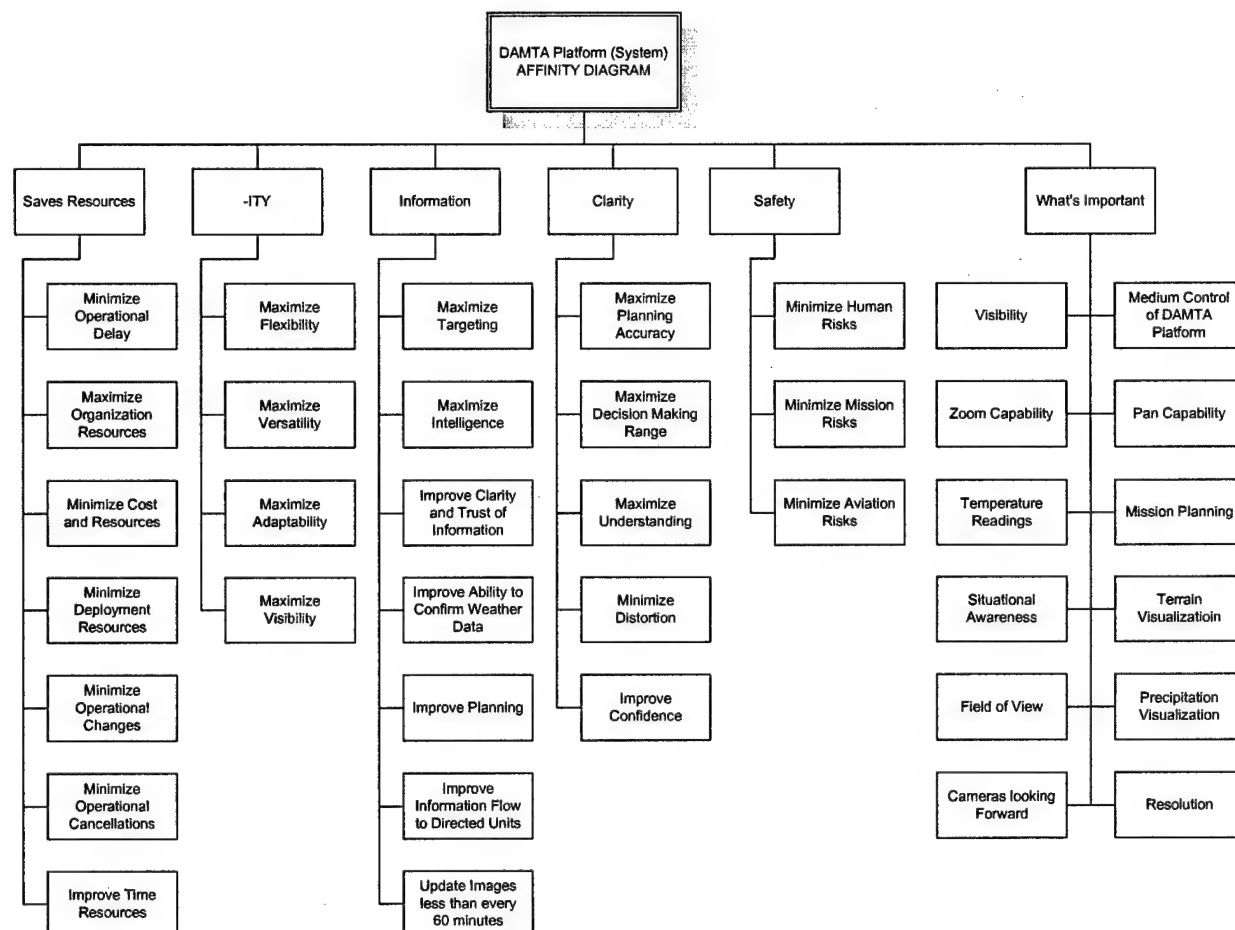 DAMTA Platform (System)
AFFINITY DIAGRAM
Saves Resources
-ITY
Information
Clarity
Safety
What's Important
Minimize
Operational
Delay
Maximize
Organization
Resources
Minimize Cost
and Resources
Minimize
Deployment
Resources
Minimize
Operational
Changes
Minimize
Operational
Cancellations
Improve Time
Resources
Maximize
Flexibility
Maximize
Versatility
Maximize
Adaptability
Maximize
Visibility
Maximize
Targeting
Maximize
Intelligence
Improve Clarity
and Trust of
Information
Improve Ability to
Confirm Weather
Data
Improve Planning
Improve
Information Flow
to Directed Units
Update Images
less than every
60 minutes
Maximize
Planning
Accuracy
Maximize
Decision Making
Range
Maximize
Understanding
Minimize
Distortion
Improve
Confidence
Minimize Human
Risks
Minimize Mission
Risks
Minimize Aviation
Risks
Visibility
Medium Control
of DAMTA
Platform
Zoom Capability
Pan Capability
Temperature
Readings
Mission Planning
Situational
Awareness
Terrain
Visualizatioin
Field of View
Precipitation
Visualization
Cameras looking
Forward
Resolution